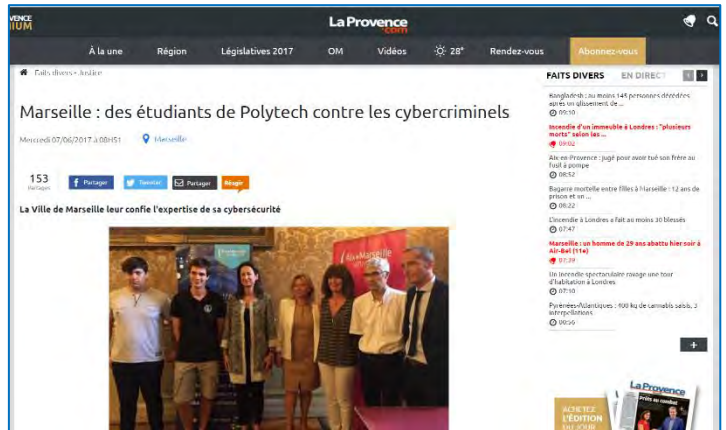 La Provence
.com
À la une Région Législatives 2017 OM Vidéos 28° Rendez-vous Abonnez-vous
Faits divers - Justice
Marseille : des étudiants de Polytech contre les cybercriminels
Mercredi 07/06/2017 à 08H51 Marseille
153
Partages
Partager Tweeter Partager Réagir
La Ville de Marseille leur confie l'expertise de sa cybersécurité
FAITS DIVERS EN DIRECT
Bangladesh : au moins 145 personnes décédées
après un glissement de ...
09:10
Incendie d'un immeuble à Londres : "plusieurs
morts" selon les ...
09:02
Aix-en-Provence : jugé pour avoir tué son frère au
fusil à pompe
08:52
Bagarre mortelle entre filles à Marseille : 12 ans de
prison et un ...
08:22
L'incendie à Londres a fait au moins 30 blessés
07:47
Marseille : un homme de 29 ans abattu hier soir à
Air-Bel (11e)
07:39
Un incendie spectaculaire ravage une tour
d'habitation à Londres
07:10
Pyrénées-Atlantiques : 400 kg de cannabis saisis, 3
interpellations
00:56
+
ACHETEZ
L'ÉDITION
DU JOUR
La Provence
Prêts au combat